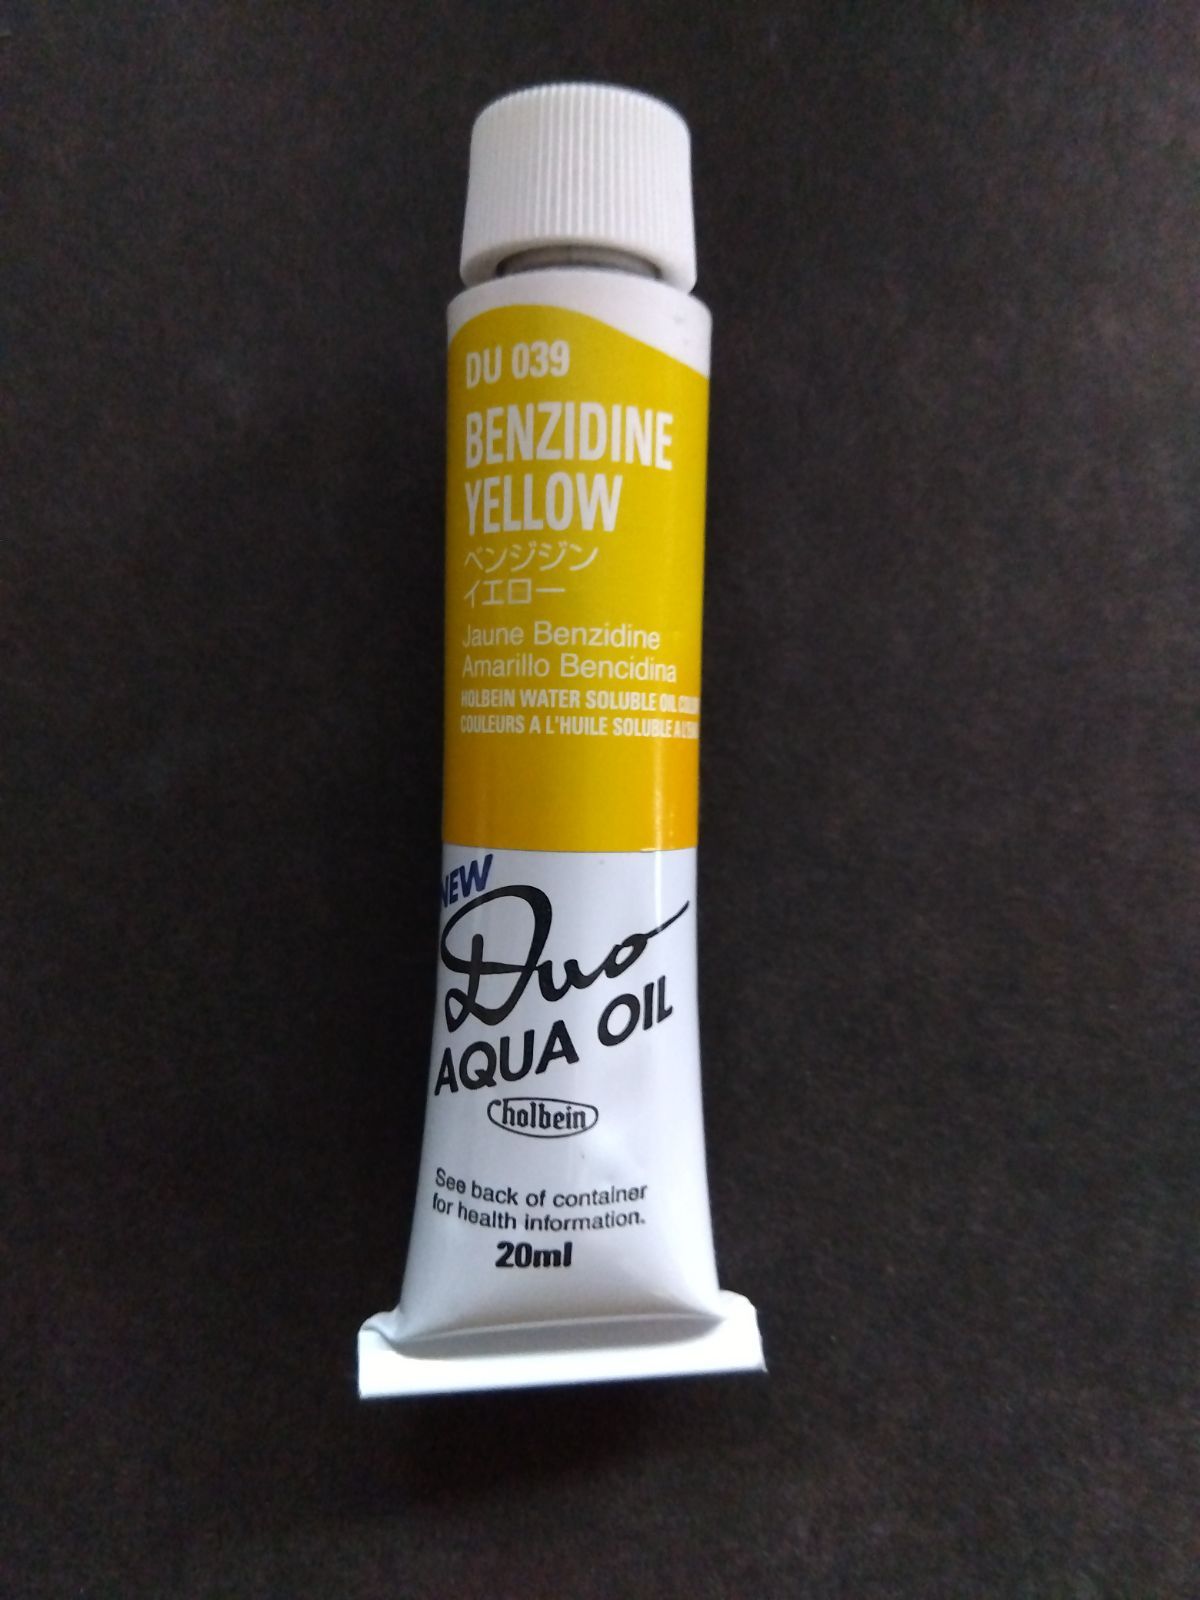 DU 039
BENZIDINE
YELLOW
ベンジジン
イエロー
Jaune Benzidine
Amarillo Bencidina
HOLBEIN WATER SOLUBLE OIL
COULEURS A L'HUILE SOLUBLE A
NEW
Duo
AQUA OIL
holbein
See back of container
for health information.
20ml